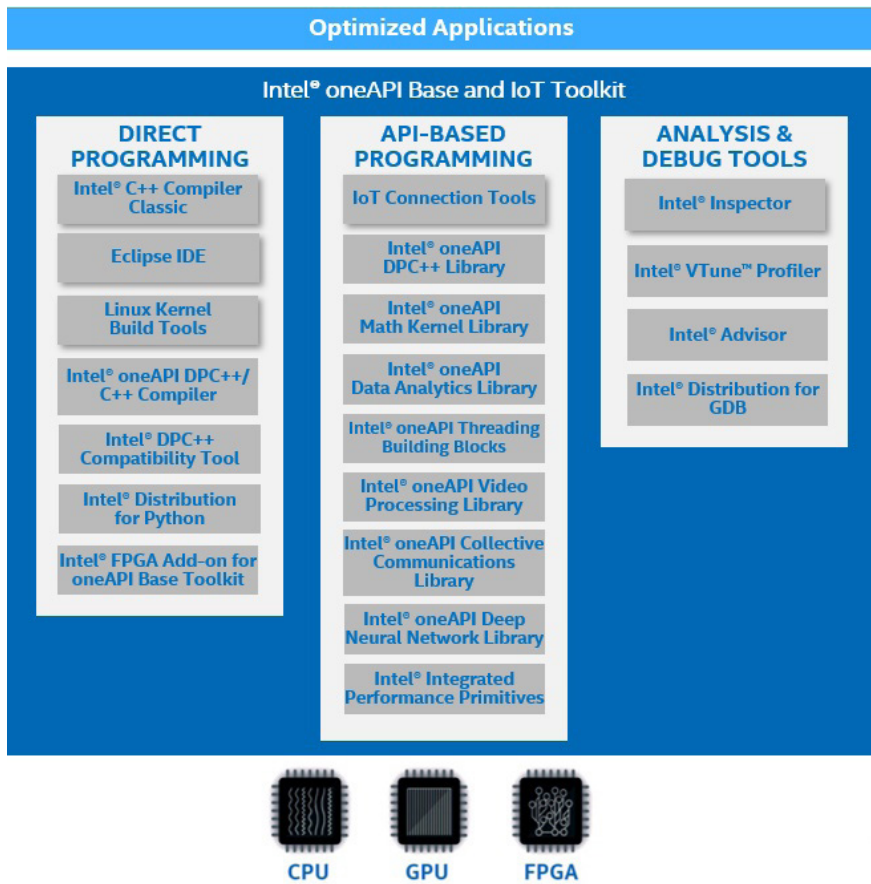 Optimized Applications
Intel® oneAPI Base and IoT Toolkit
DIRECT
PROGRAMMING
Intel® C++ Compiler
Classic
Eclipse IDE
Linux Kernel
Build Tools
Intel® oneAPI DPC++/
C++ Compiler
Intel® DPC++
Compatibility Tool
Intel® Distribution
for Python
Intel® FPGA Add-on for
oneAPI Base Toolkit
API-BASED
PROGRAMMING
IoT Connection Tools
Intel® oneAPI
DPC++ Library
Intel® oneAPI
Math Kernel Library
Intel® oneAPI
Data Analytics Library
Intel® oneAPI Threading
Building Blocks
Intel® oneAPI Video
Processing Library
Intel® oneAPI Collective
Communications
Library
Intel® oneAPI Deep
Neural Network Library
Intel® Integrated
Performance Primitives
ANALYSIS &
DEBUG TOOLS
Intel® Inspector
Intel® VTune™ Profiler
Intel® Advisor
Intel® Distribution for
GDB
CPU
GPU
FPGA